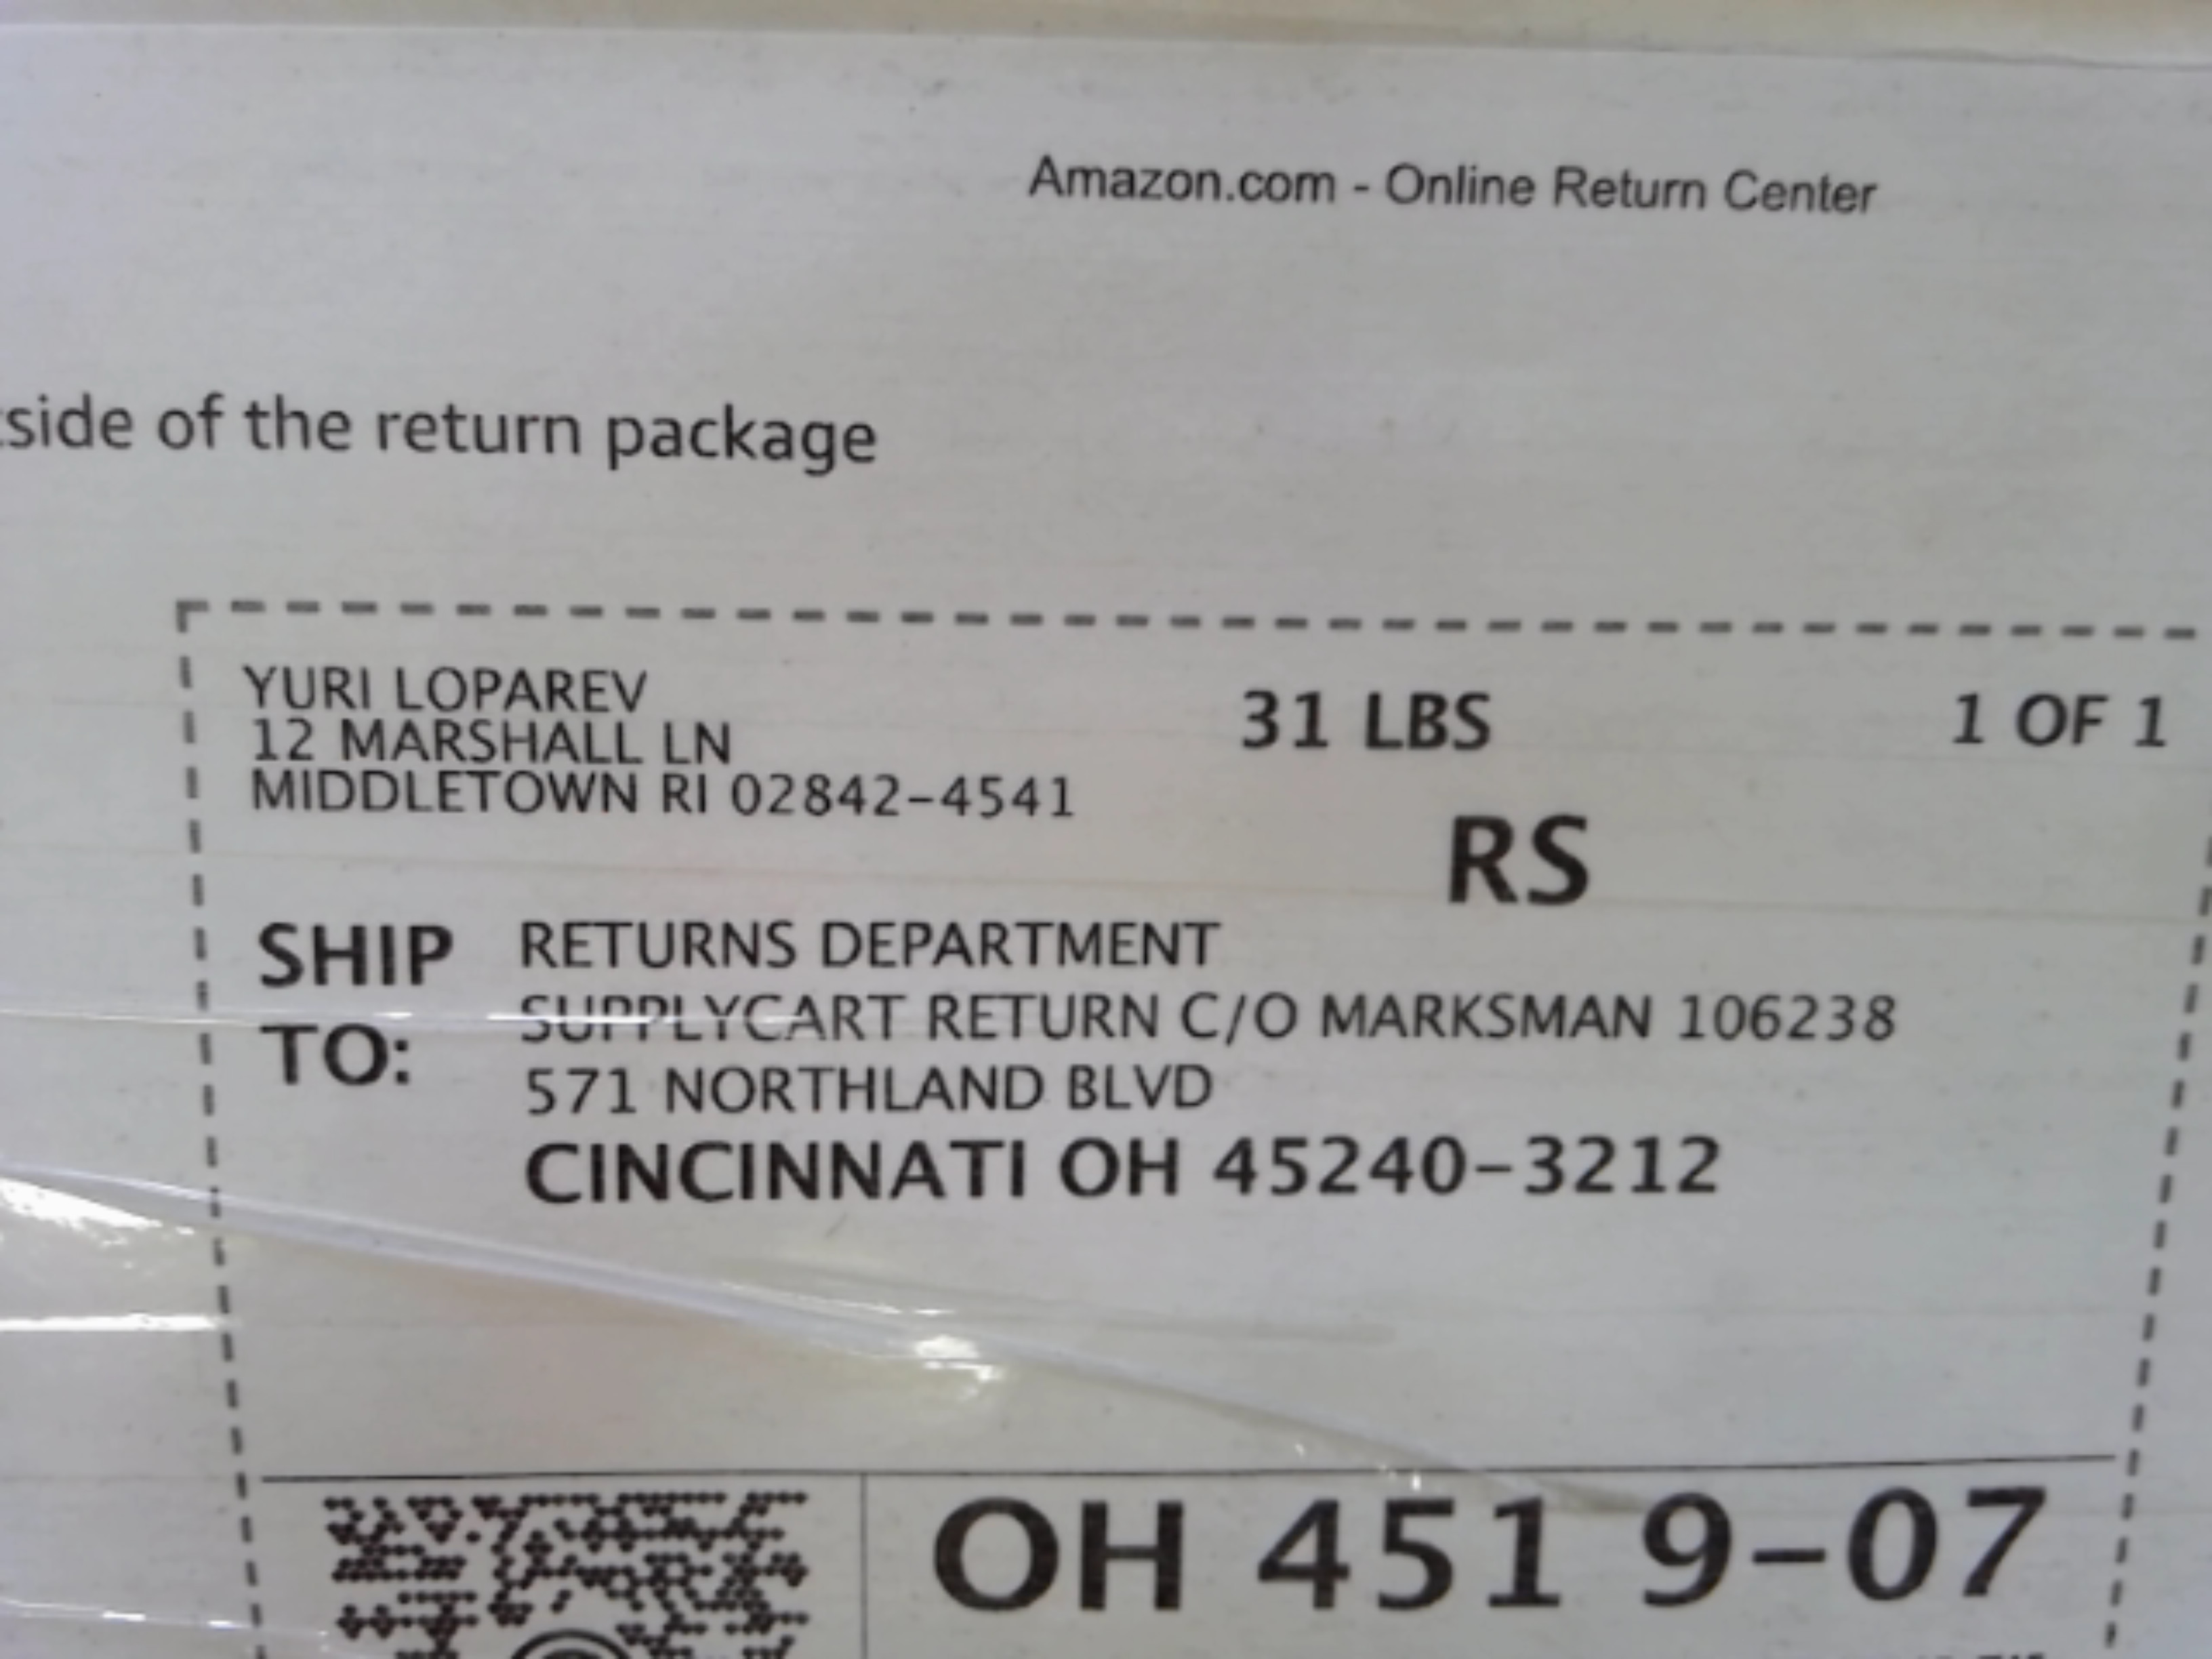 Amazon.com - Online Return Center
side of the return package
YURI LOPAREV
12 MARSHALL LN
MIDDLETOWN RI 02842-4541
31 LBS
1 OF 1
RS
SHIP TO:
RETURNS DEPARTMENT
SUPPLYCART RETURN C/O MARKSMAN 106238
571 NORTHLAND BLVD
CINCINNATI OH 45240-3212
OH 451 9-07